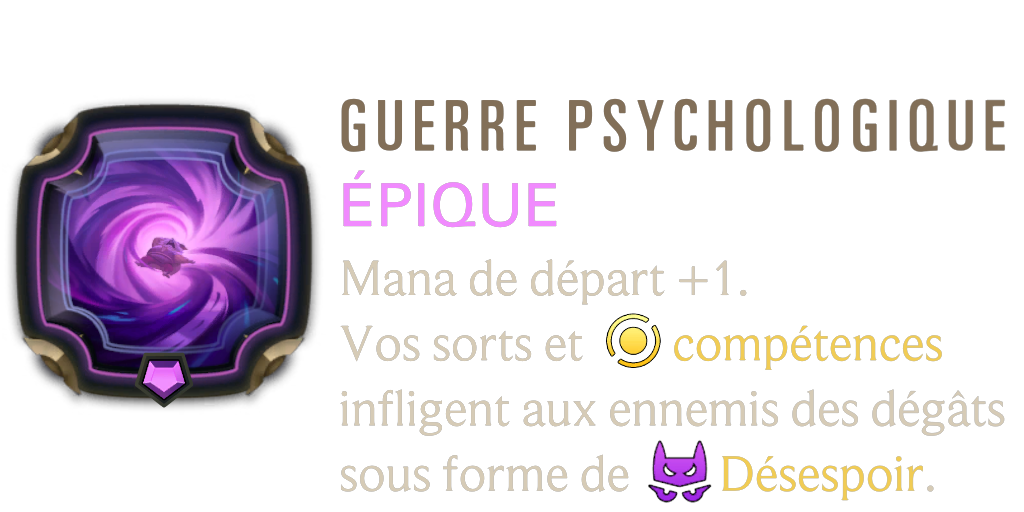 GUERRE PSYCHOLOGIQUE
ÉPIQUE
Mana de départ +1.
Vos sorts et compétences
infligent aux ennemis des dégâts
sous forme de Désespoir.